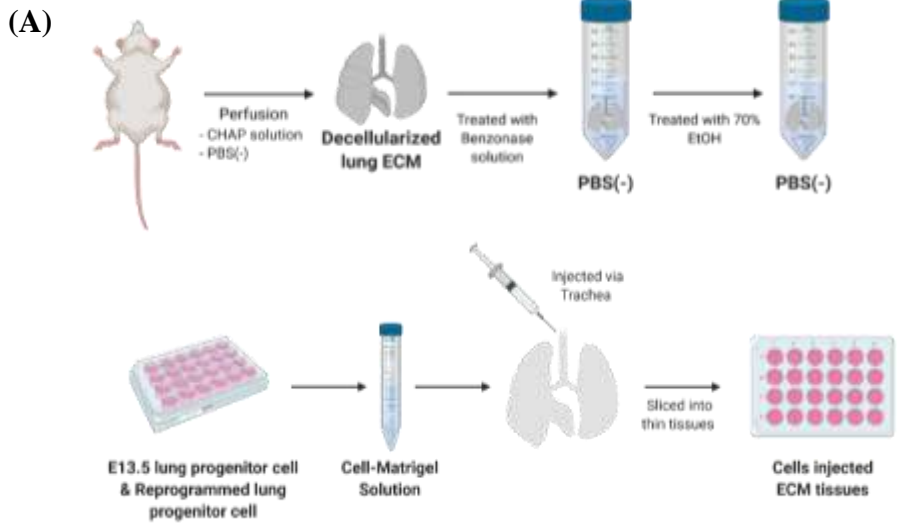 (A)
Perfusion
- CHAP solution
- PBS(-)
Decellularized
lung ECM
Treated with
Benzonase
solution
PBS(-)
Treated with 70%
EtOH
PBS(-)
Injected via
Trachea
E13.5 lung progenitor cell
& Reprogrammed lung
progenitor cell
Cell-Matrigel
Solution
Sliced into
thin tissues
Cells injected
ECM tissues